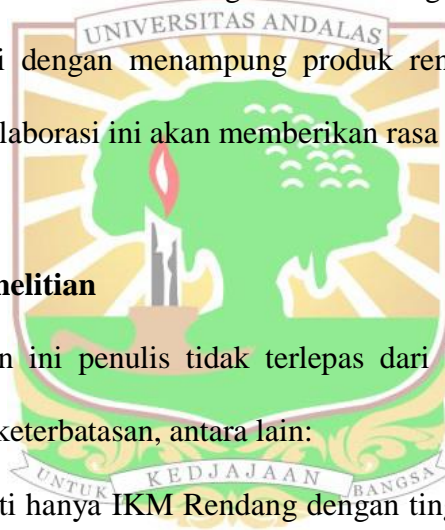 UNIVERSITAS ANDALAS
i dengan menampung produk ren
laborasi ini akan memberikan rasa
nelitian
n ini penulis tidak terlepas dari
keterbatasan, antara lain:
UNTUK KEDJAJAAN BANGSA
ti hanya IKM Rendang dengan tin